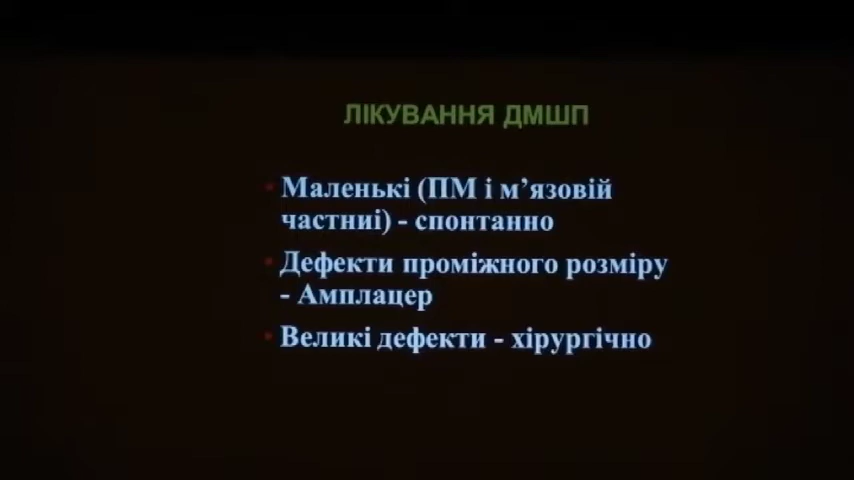 ЛІКУВАННЯ ДМШП
Маленькі (ПМ і м’язовій
частниі) - спонтанно
Дефекти проміжного розміру
- Амплацер
Великі дефекти - хірургічно